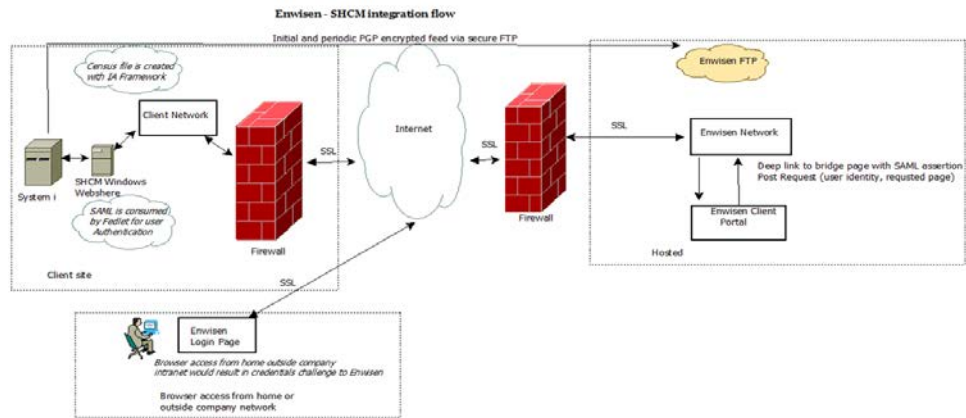 Enwisen - SHCM integration flow
Initial and periodic PGP encrypted feed via secure FTP
Census file is created
with IA Framework
Enwisen FTP
Client Network
Internet
SSL
Enwisen Network
SSL
SSL
System i
SHCM Windows
Webshere
Deep link to bridge page with SAML assertion
Post Request (user identity, requsted page)
SAML is consumed
by Fedlet for user
Authentication
Enwisen Client
Portal
Firewall
Firewall
Hosted
Client site
SSL
Enwisen
Login Page
Browser access from home outside company
intranet would result in credentials challenge to Enwisen
Browser access from home or
outside company network